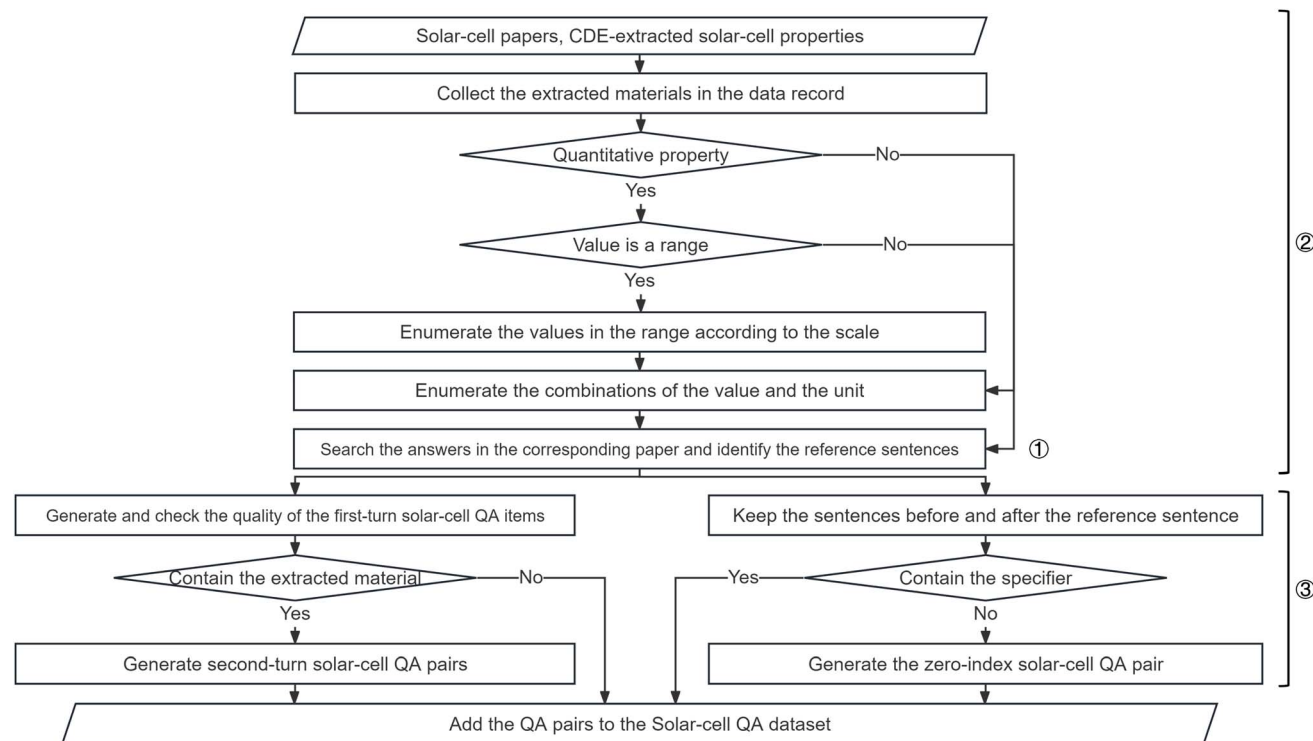 Solar-cell papers, CDE-extracted solar-cell properties
Collect the extracted materials in the data record
Quantitative property
No
Yes
Value is a range
No
②
Yes
Enumerate the values in the range according to the scale
Enumerate the combinations of the value and the unit
Search the answers in the corresponding paper and identify the reference sentences
①
Generate and check the quality of the first-turn solar-cell QA items
Keep the sentences before and after the reference sentence
Contain the extracted material
No
Yes
Contain the specifier
③
Yes
No
Generate second-turn solar-cell QA pairs
Generate the zero-index solar-cell QA pair
Add the QA pairs to the Solar-cell QA dataset